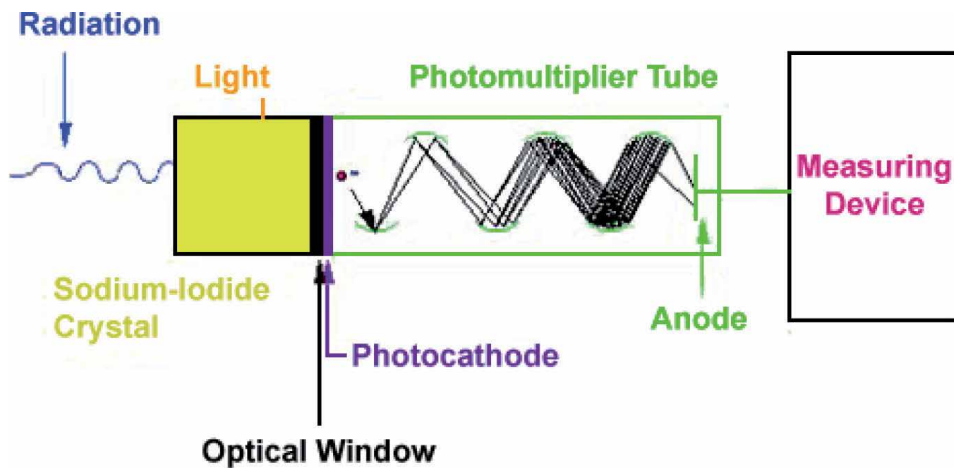 Radiation
Light
Photomultiplier Tube
Measuring
Device
Sodium-Iodide
Crystal
Anode
Photocathode
Optical Window